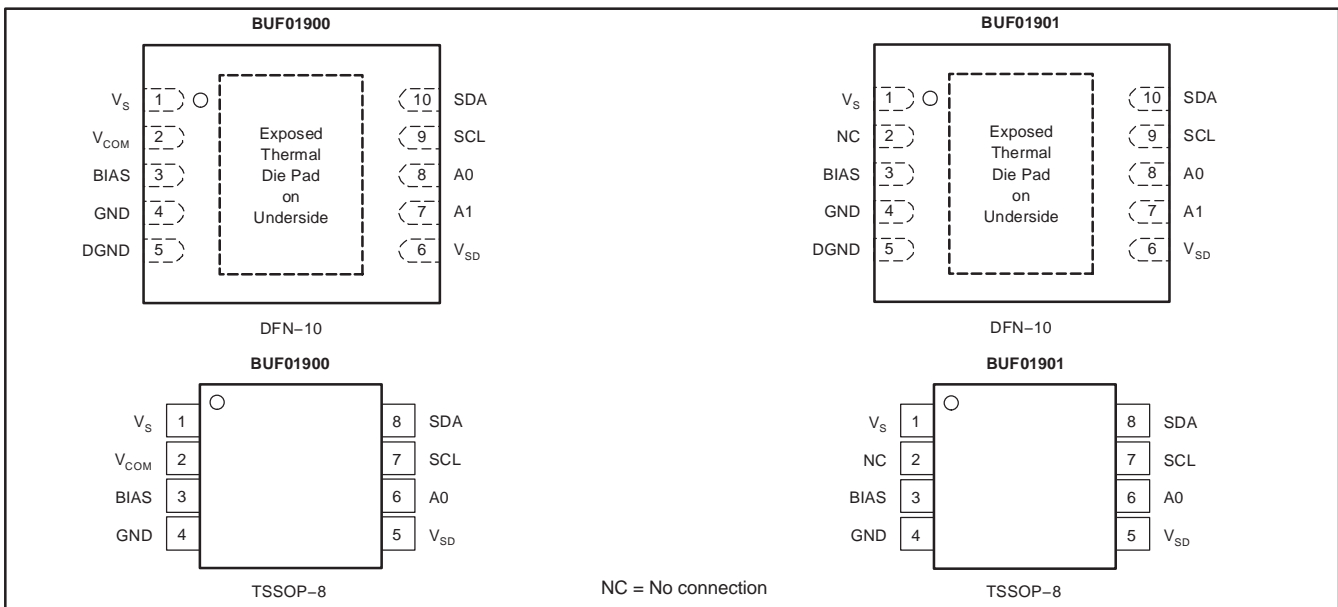 BUF01900
V_S 1 10 SDA
V_COM 2 9 SCL
BIAS 3 8 A0
GND 4 7 A1
DGND 5 6 V_SD
Exposed
Thermal
Die Pad
on
Underside
DFN−10
BUF01901
V_S 1 10 SDA
NC 2 9 SCL
BIAS 3 8 A0
GND 4 7 A1
DGND 5 6 V_SD
Exposed
Thermal
Die Pad
on
Underside
DFN−10
BUF01900
V_S 1 8 SDA
V_COM 2 7 SCL
BIAS 3 6 A0
GND 4 5 V_SD
TSSOP−8
BUF01901
V_S 1 8 SDA
NC 2 7 SCL
BIAS 3 6 A0
GND 4 5 V_SD
TSSOP−8
NC = No connection